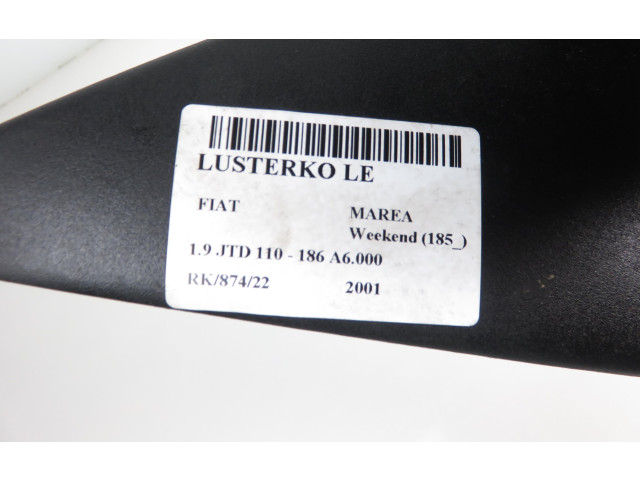 LUSTERKO LE
FIAT MAREA
Weekend (185_)
1.9 JTD 110 - 186 A6.000
RK/874/22 2001